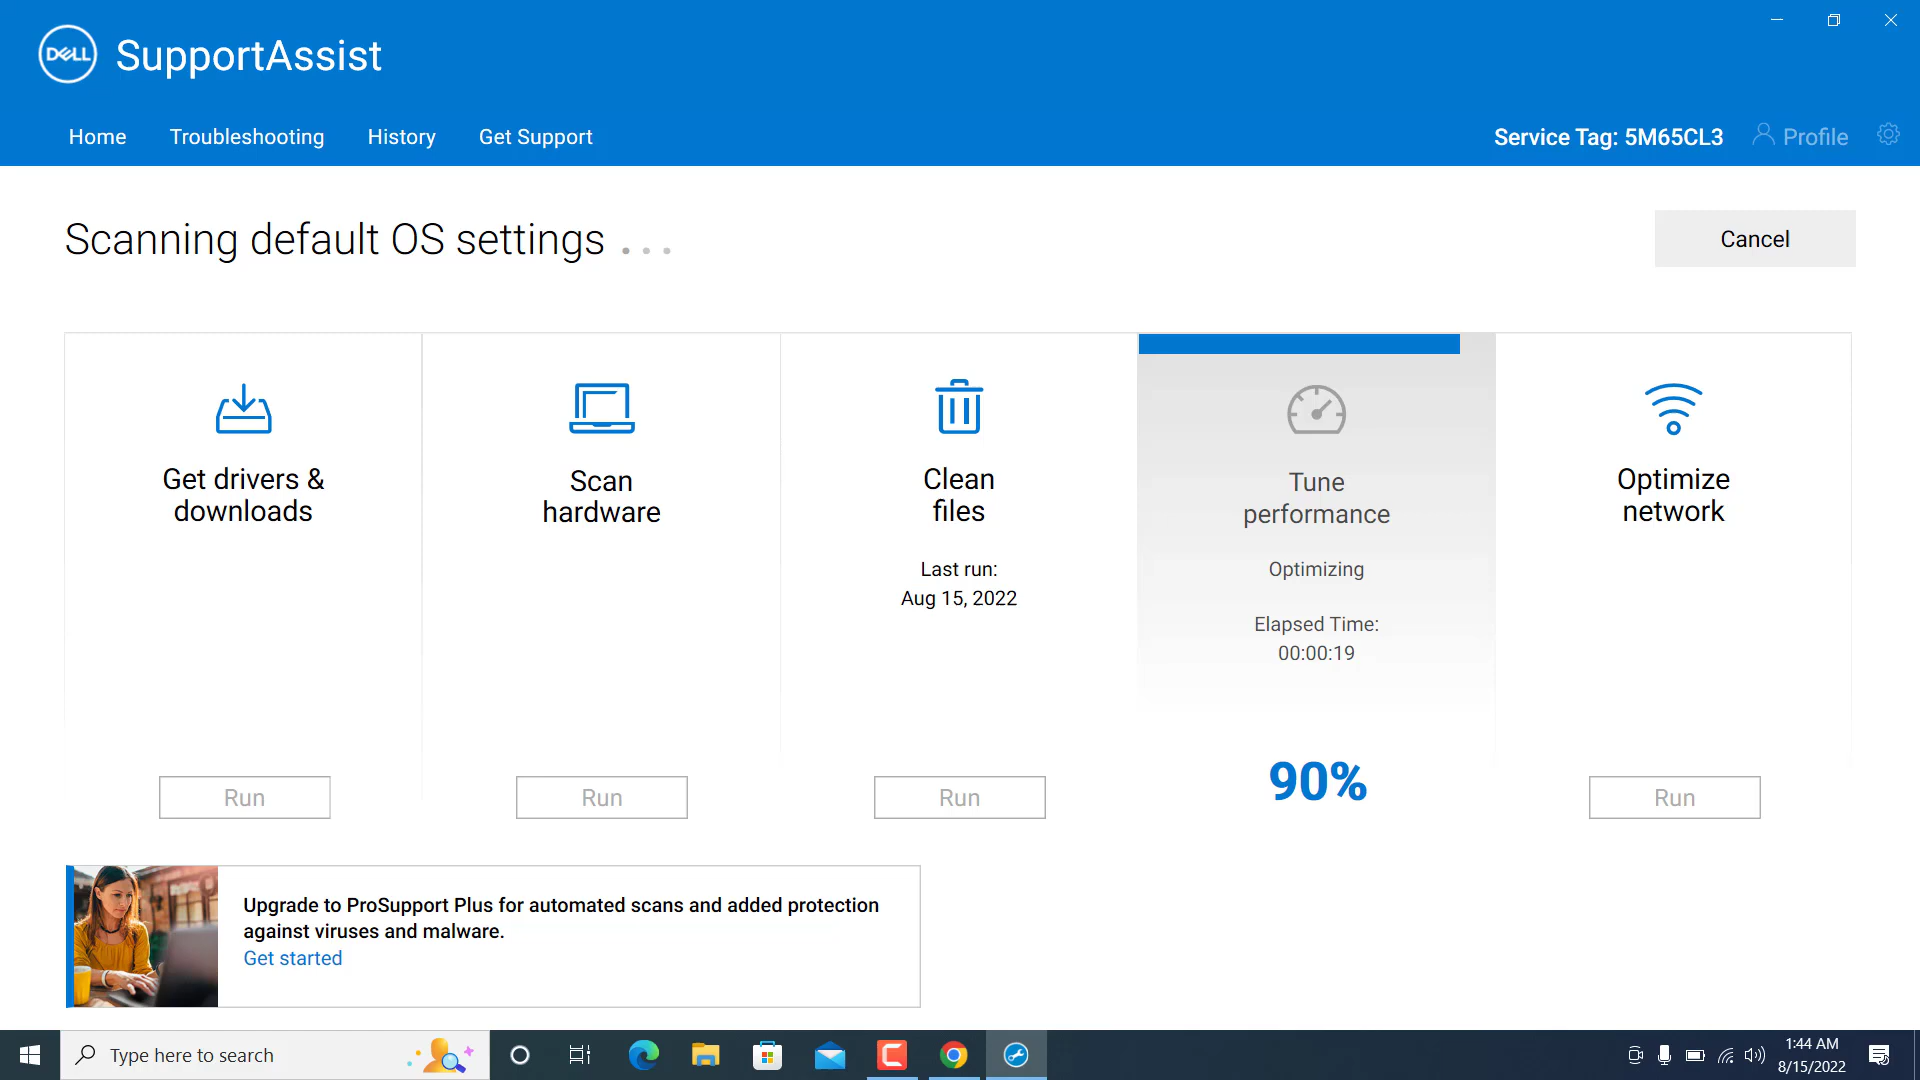 DELL
SupportAssist
Home
Troubleshooting
History
Get Support
Service Tag: 5M65CL3
Profile
Scanning default OS settings ...
Cancel
Get drivers &
downloads
Run
Scan
hardware
Run
Clean
files
Last run:
Aug 15, 2022
Run
Tune
performance
Optimizing
Elapsed Time:
00:00:19
90%
Optimize
network
Run
Upgrade to ProSupport Plus for automated scans and added protection
against viruses and malware.
Get started
Type here to search
1:44 AM
8/15/2022